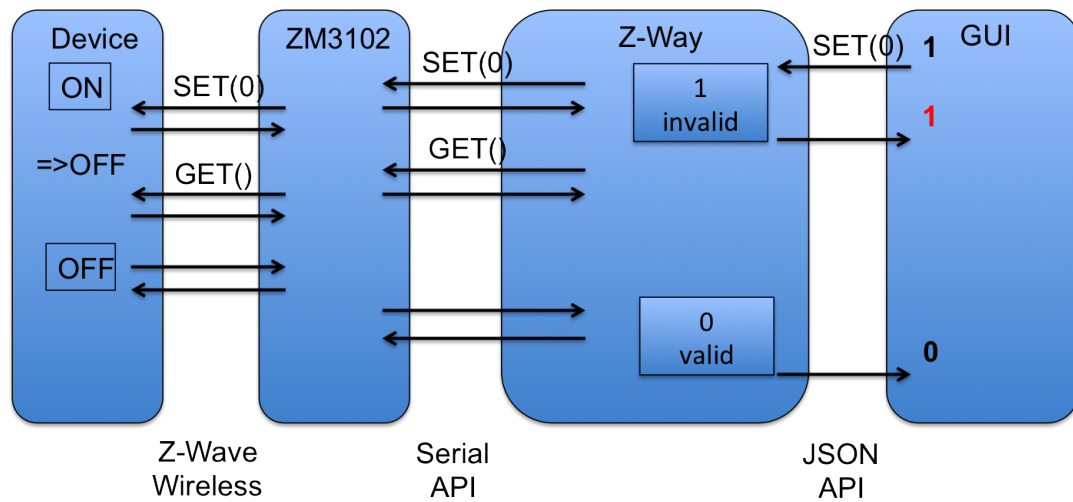 Device
ZM3102
Z-Way
GUI
ON
SET(0)
SET(0)
SET(0)
1
1
invalid
1
=>OFF
GET()
GET()
OFF
0
valid
0
Z-Wave
Wireless
Serial
API
JSON
API